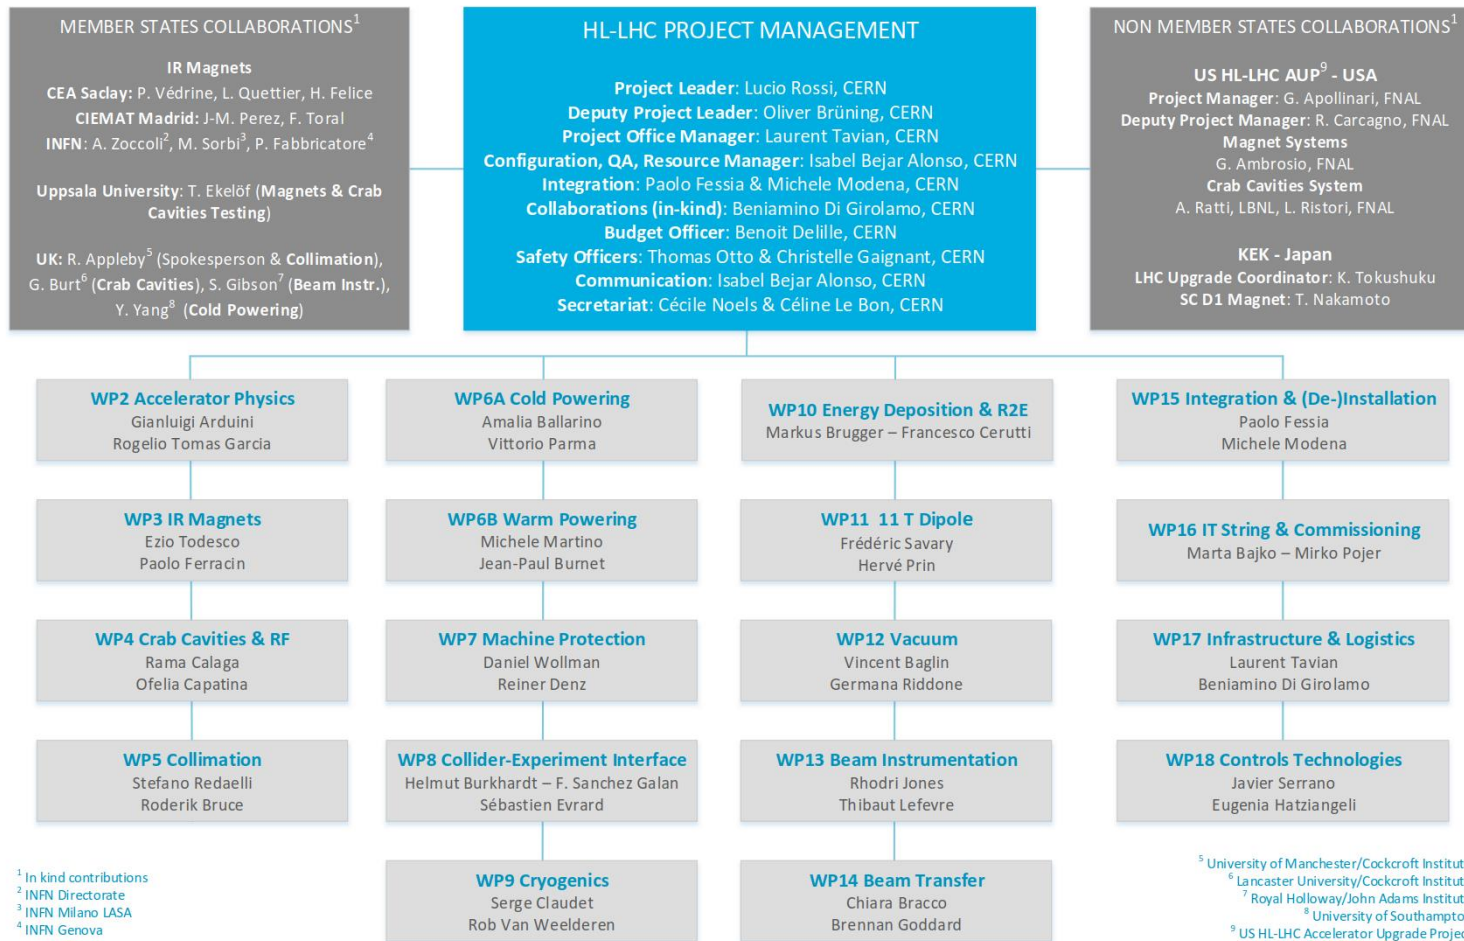 MEMBER STATES COLLABORATIONS1
IR Magnets
CEA Saclay: P. Védrine, L. Quettier, H. Felice
CIEMAT Madrid: J-M. Perez, F. Toral
INFN: A. Zoccoli2, M. Sorbi3, P. Fabbricatore4
Uppsala University: T. Ekelöf (Magnets & Crab
Cavities Testing)
UK: R. Appleby5 (Spokesperson & Collimation),
G. Burt6 (Crab Cavities), S. Gibson7 (Beam Instr.),
Y. Yang8 (Cold Powering)
HL-LHC PROJECT MANAGEMENT
Project Leader: Lucio Rossi, CERN
Deputy Project Leader: Oliver Brüning, CERN
Project Office Manager: Laurent Tavian, CERN
Configuration, QA, Resource Manager: Isabel Bejar Alonso, CERN
Integration: Paolo Fessia & Michele Modena, CERN
Collaborations (in-kind): Beniamino Di Girolamo, CERN
Budget Officer: Benoit Delille, CERN
Safety Officers: Thomas Otto & Christelle Gaignant, CERN
Communication: Isabel Bejar Alonso, CERN
Secretariat: Cécile Noels & Céline Le Bon, CERN
NON MEMBER STATES COLLABORATIONS1
US HL-LHC AUP9 - USA
Project Manager: G. Apollinari, FNAL
Deputy Project Manager: R. Carcagno, FNAL
Magnet Systems
G. Ambrosio, FNAL
Crab Cavities System
A. Ratti, LBNL, L. Ristori, FNAL
KEK - Japan
LHC Upgrade Coordinator: K. Tokushuku
SC D1 Magnet: T. Nakamoto
WP2 Accelerator Physics
Gianluigi Arduini
Rogelio Tomas Garcia
WP3 IR Magnets
Ezio Todesco
Paolo Ferracin
WP4 Crab Cavities & RF
Rama Calaga
Ofelia Capatina
WP5 Collimation
Stefano Redaelli
Roderik Bruce
WP6A Cold Powering
Amalia Ballarino
Vittorio Parma
WP6B Warm Powering
Michele Martino
Jean-Paul Burnet
WP7 Machine Protection
Daniel Wollman
Reiner Denz
WP8 Collider-Experiment Interface
Helmut Burkhardt – F. Sanchez Galan
Sébastien Evrard
WP9 Cryogenics
Serge Claudet
Rob Van Weelderen
WP10 Energy Deposition & R2E
Markus Brugger – Francesco Cerutti
WP11 11 T Dipole
Frédéric Savary
Hervé Prin
WP12 Vacuum
Vincent Baglin
Germana Riddone
WP13 Beam Instrumentation
Rhodri Jones
Thibaut Lefevre
WP14 Beam Transfer
Chiara Bracco
Brennan Goddard
WP15 Integration & (De-)Installation
Paolo Fessia
Michele Modena
WP16 IT String & Commissioning
Marta Bajko – Mirko Pojer
WP17 Infrastructure & Logistics
Laurent Tavian
Beniamino Di Girolamo
WP18 Controls Technologies
Javier Serrano
Eugenia Hatziangeli
1 In kind contributions
2 INFN Directorate
3 INFN Milano LASA
4 INFN Genova
5 University of Manchester/Cockcroft Institut
6 Lancaster University/Cockcroft Institut
7 Royal Holloway/John Adams Institut
8 University of Southampto
9 US HL-LHC Accelerator Upgrade Projec